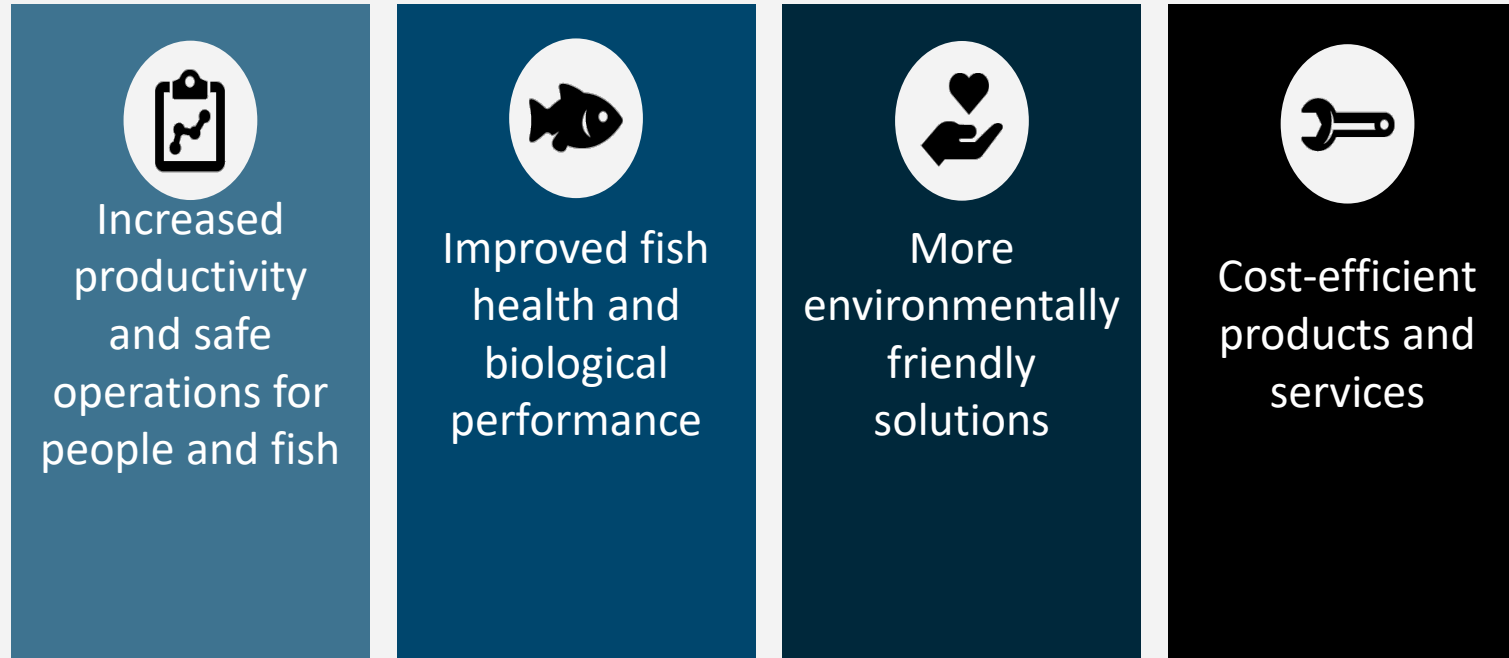 Increased
productivity
and safe
operations for
people and fish
Improved fish
health and
biological
performance
More
environmentally
friendly
solutions
Cost-efficient
products and
services